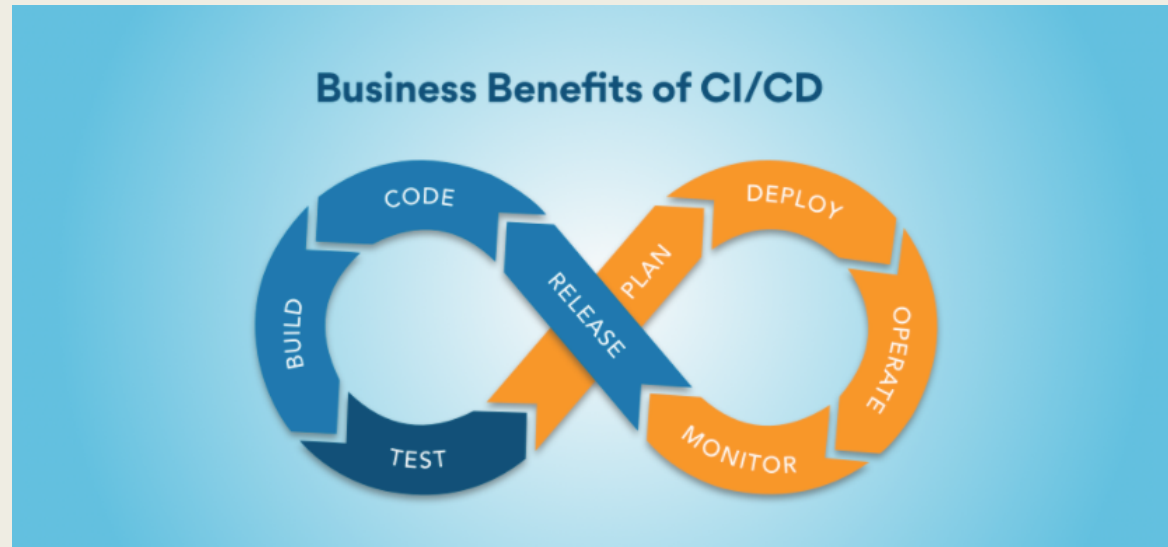 Business Benefits of CI/CD
CODE
DEPLOY
BUILD
RELEASE
PLAN
OPERATE
TEST
MONITOR